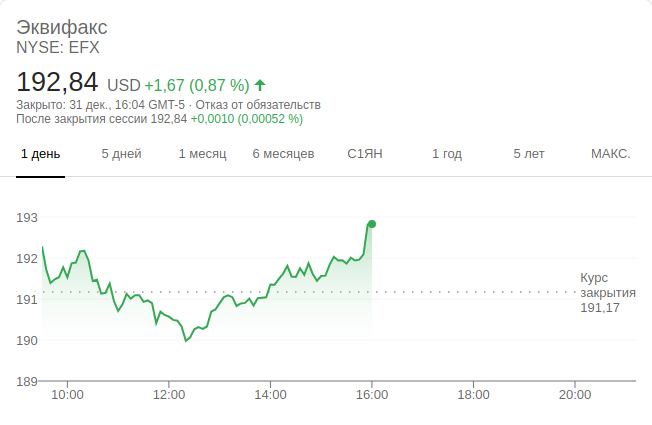 Эквифакс
NYSE: EFX
192,84 USD +1,67 (0,87 %)
Закрыто: 31 дек., 16:04 GMT-5 · Отказ от обязательств
После закрытия сессии 192,84 +0,0010 (0,00052 %)
1 день 5 дней 1 месяц 6 месяцев С1ЯН 1 год 5 лет МАКС.
193
192
191
190
189
Курс
закрытия
191,17
10:00 12:00 14:00 16:00 18:00 20:00